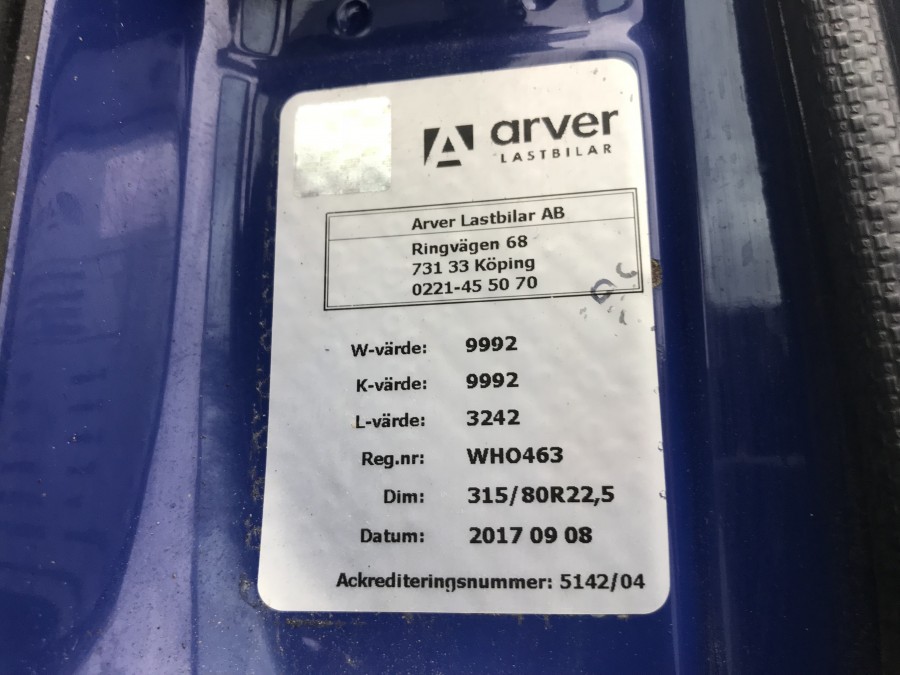 arver
LASTBILAR
Arver Lastbilar AB
Ringvägen 68
731 33 Köping
0221-45 50 70
W-värde: 9992
K-värde: 9992
L-värde: 3242
Reg.nr: WHO463
Dim: 315/80R22,5
Datum: 2017 09 08
Ackrediteringsnummer: 5142/04